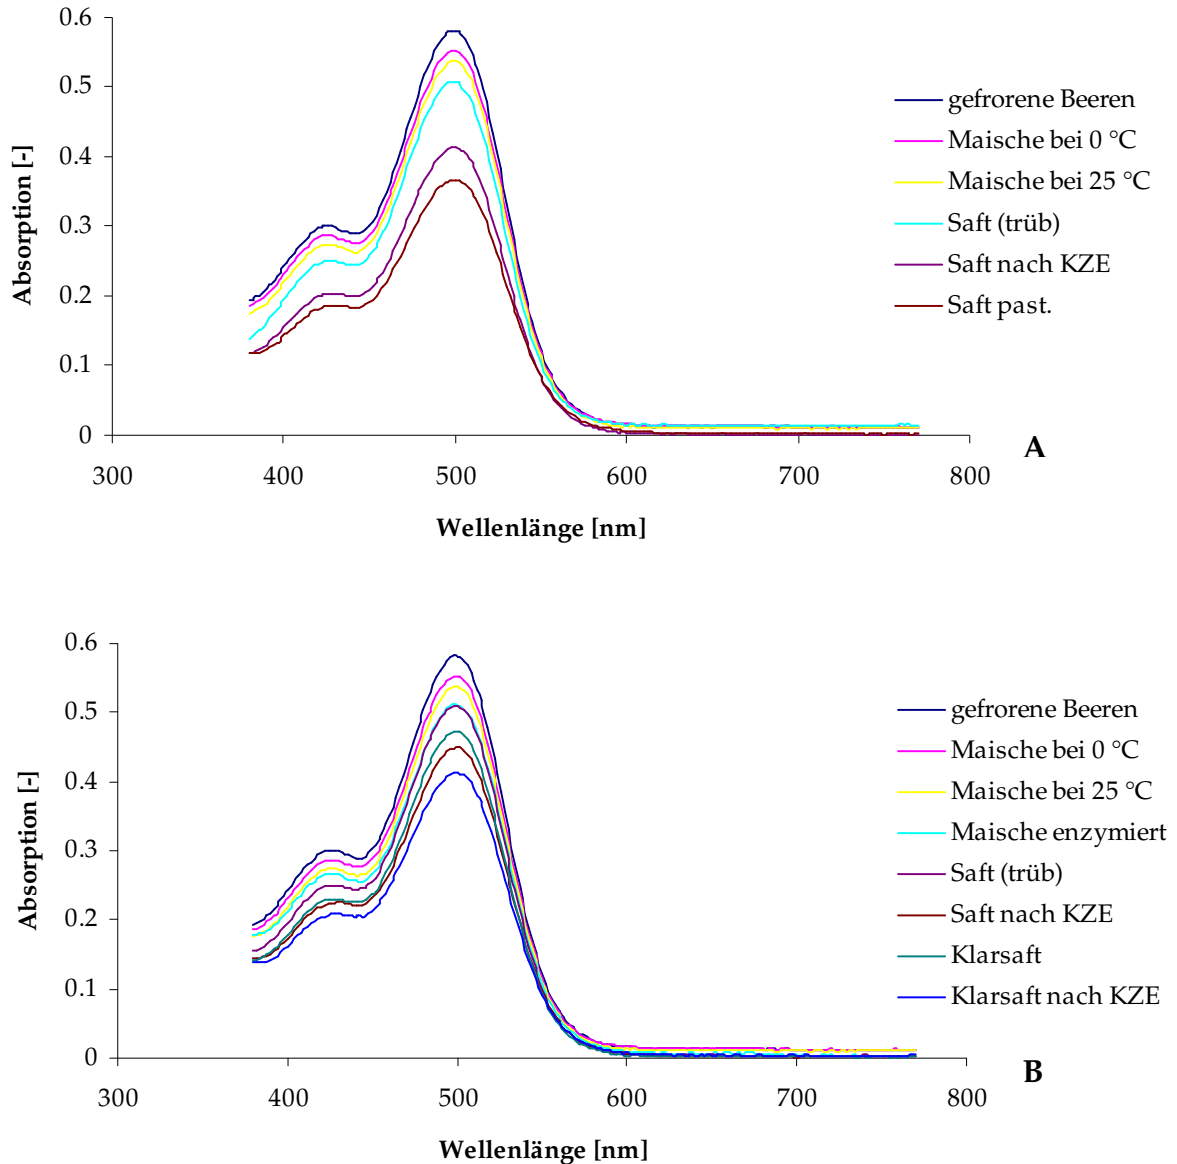 0.6
0.5
0.4
0.3
0.2
0.1
0
Absorption [-]
300 400 500 600 700 800
Wellenlänge [nm]
gefrorene Beeren
Maische bei 0 °C
Maische bei 25 °C
Saft (trüb)
Saft nach KZE
Saft past.
A
0.6
0.5
0.4
0.3
0.2
0.1
0
Absorption [-]
300 400 500 600 700 800
Wellenlänge [nm]
gefrorene Beeren
Maische bei 0 °C
Maische bei 25 °C
Maische enzymiert
Saft (trüb)
Saft nach KZE
Klarsaft
Klarsaft nach KZE
B